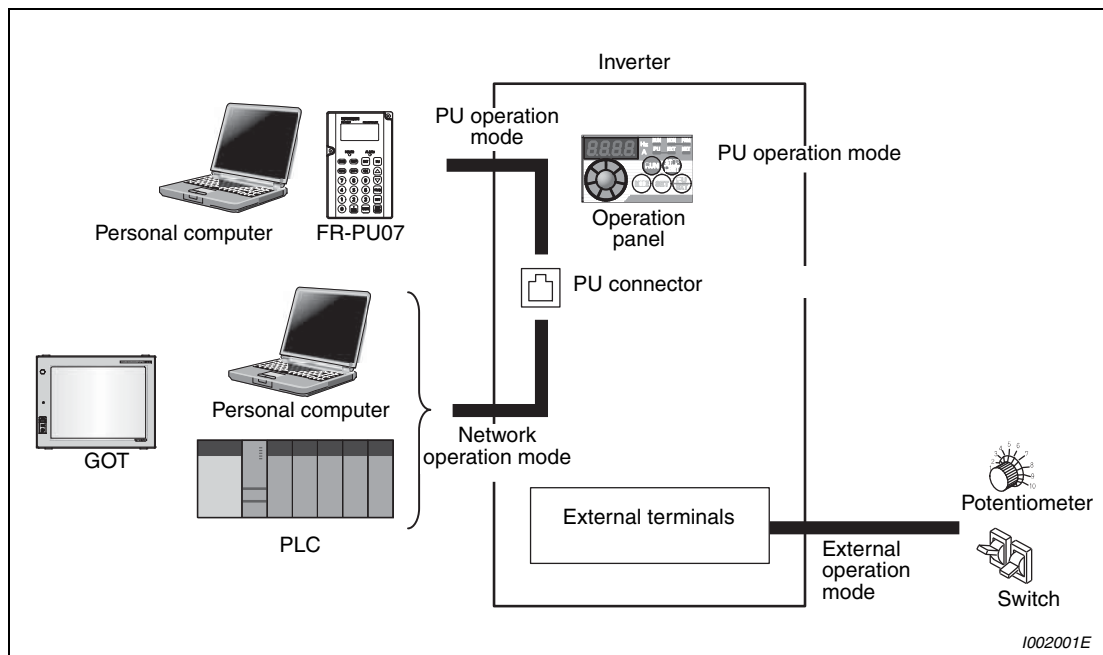 Inverter
PU operation
mode
PU operation mode
Operation
panel
Personal computer
FR-PU07
PU connector
Personal computer
GOT
Network
operation mode
PLC
External terminals
External
operation
mode
Potentiometer
Switch
I002001E